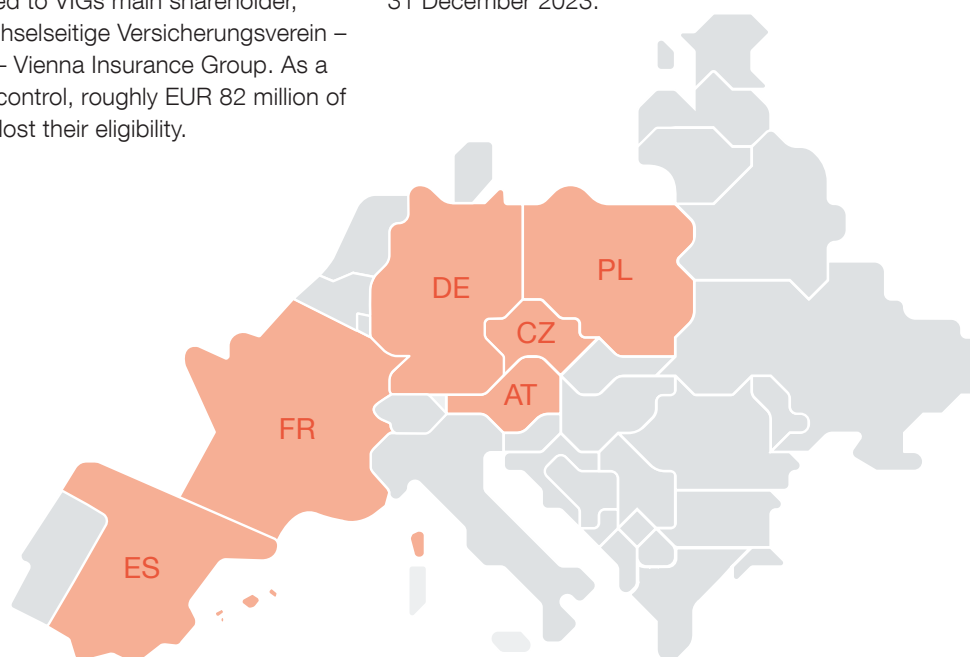 ed to VIGs main shareholder,
chselseitige Versicherungsverein –
– Vienna Insurance Group. As a
control, roughly EUR 82 million of
lost their eligibility.
31 December 2023.
DE
PL
CZ
AT
FR
ES